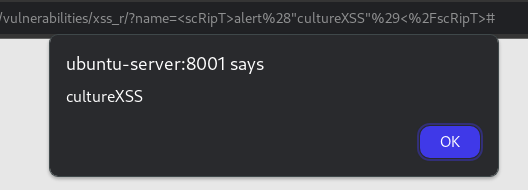 /vulnerabilities/xss_r/?name=<scRipT>alert%28"cultureXSS"%29<%2FscRipT>#
ubuntu-server:8001 says
cultureXSS
OK